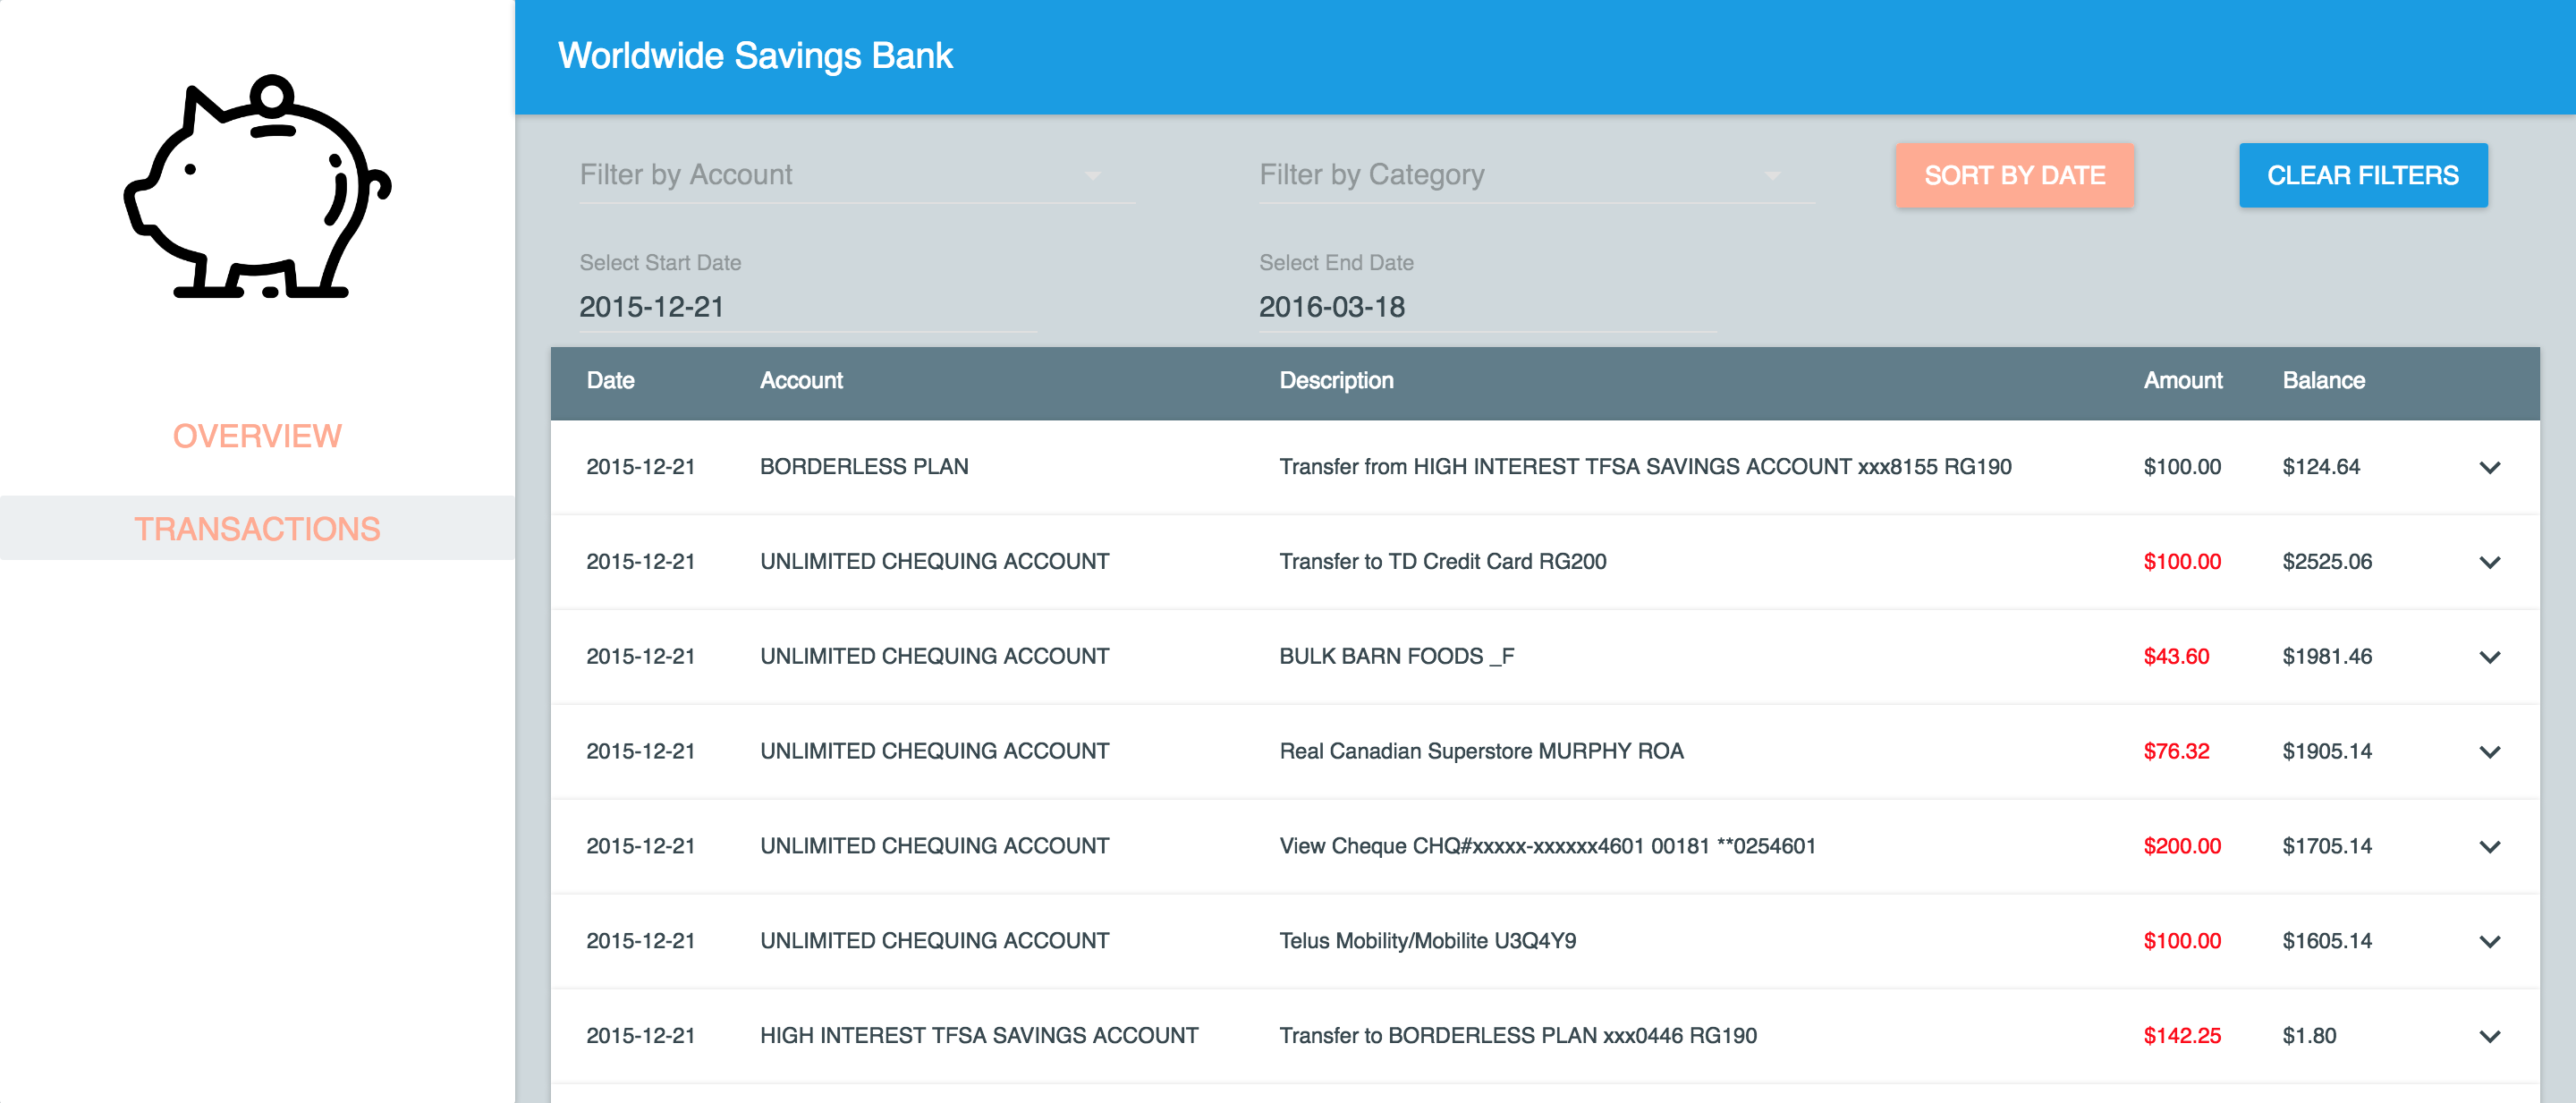 Worldwide Savings Bank
Filter by Account Filter by Category SORT BY DATE CLEAR FILTERS
Select Start Date Select End Date
2015-12-21 2016-03-18
OVERVIEW
TRANSACTIONS
Date Account Description Amount Balance
2015-12-21 BORDERLESS PLAN Transfer from HIGH INTEREST TFSA SAVINGS ACCOUNT xxx8155 RG190 $100.00 $124.64
2015-12-21 UNLIMITED CHEQUING ACCOUNT Transfer to TD Credit Card RG200 $100.00 $2525.06
2015-12-21 UNLIMITED CHEQUING ACCOUNT BULK BARN FOODS _F $43.60 $1981.46
2015-12-21 UNLIMITED CHEQUING ACCOUNT Real Canadian Superstore MURPHY ROA $76.32 $1905.14
2015-12-21 UNLIMITED CHEQUING ACCOUNT View Cheque CHQ#xxxxx-xxxxxx4601 00181 **0254601 $200.00 $1705.14
2015-12-21 UNLIMITED CHEQUING ACCOUNT Telus Mobility/Mobilite U3Q4Y9 $100.00 $1605.14
2015-12-21 HIGH INTEREST TFSA SAVINGS ACCOUNT Transfer to BORDERLESS PLAN xxx0446 RG190 $142.25 $1.80